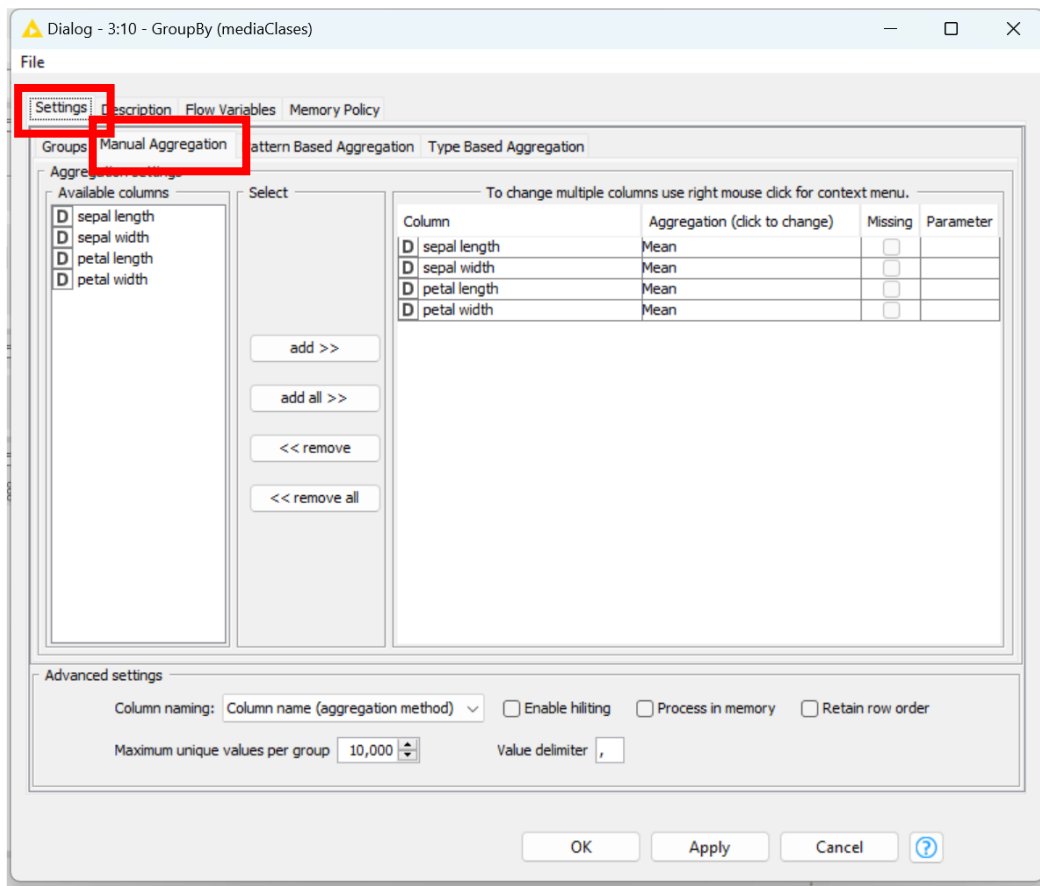 Dialog - 3:10 - GroupBy (mediaClases)
File
Settings Description Flow Variables Memory Policy
Groups Manual Aggregation attern Based Aggregation Type Based Aggregation
Aggregation settings
Available columns
D sepal length
D sepal width
D petal length
D petal width
Select
add >>
add all >>
<< remove
<< remove all
To change multiple columns use right mouse click for context menu.
Column Aggregation (click to change) Missing Parameter
D sepal length Mean
D sepal width Mean
D petal length Mean
D petal width Mean
Advanced settings
Column naming: Column name (aggregation method) Enable hiliting Process in memory Retain row order
Maximum unique values per group 10,000 Value delimiter ,
OK Apply Cancel ?